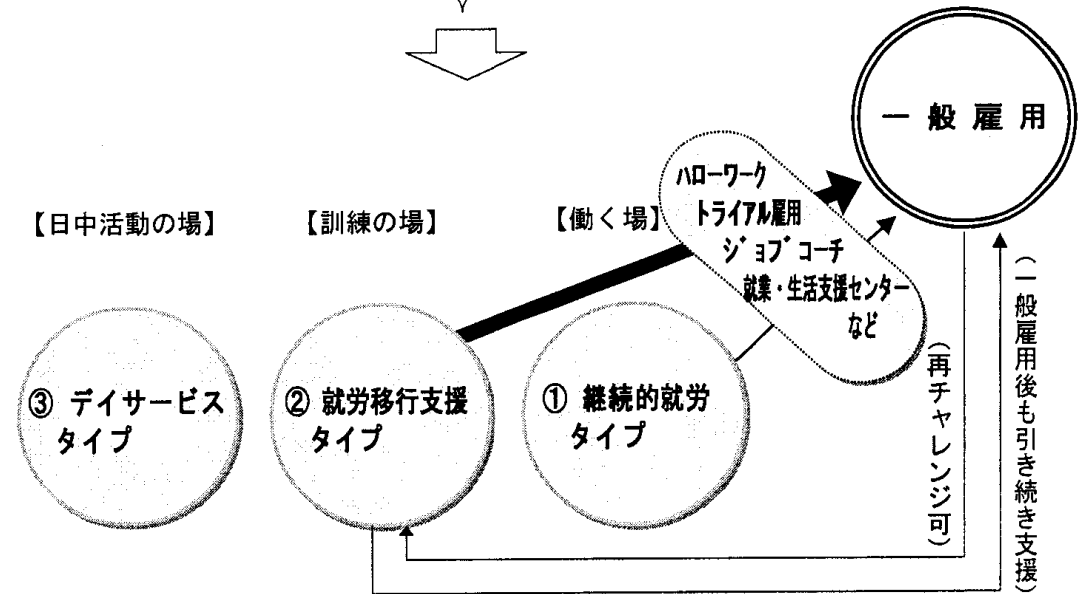 一般雇用
ハローワーク
トライアル雇用
ジョブコーチ
就業・生活支援センター
など
【日中活動の場】
【訓練の場】
【働く場】
③ デイサービス
タイプ
② 就労移行支援
タイプ
① 継続的就労
タイプ
(再チャレンジ可)
(一般雇用後も引き続き支援)